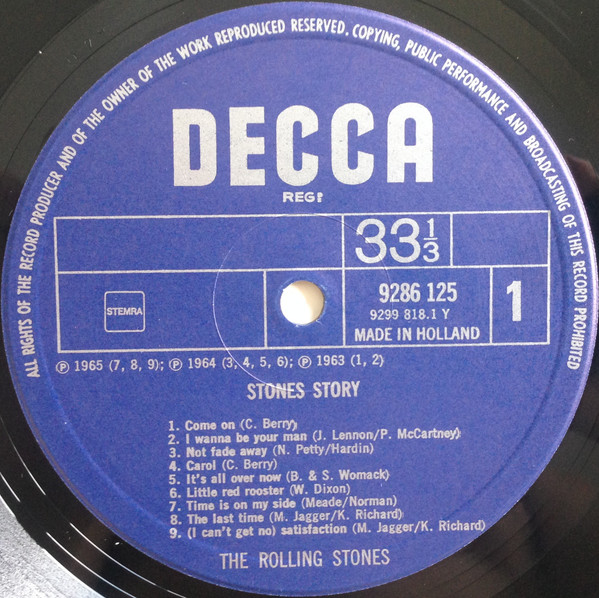 ALL RIGHTS OF THE RECORD PRODUCER AND OF THE OWNER OF THE WORK REPRODUCED RESERVED. COPYING, PUBLIC PERFORMANCE AND BROADCASTING OF THIS RECORD PROHIBITED
DECCA
REGᵈ
33 1/3
STEMRA
9286 125
9299 818.1 Y
MADE IN HOLLAND
1
Ⓟ 1965 (7, 8, 9); Ⓟ 1964 (3, 4, 5, 6); Ⓟ 1963 (1, 2)
STONES STORY
1. Come on (C. Berry)
2. I wanna be your man (J. Lennon/P. McCartney)
3. Not fade away (N. Petty/Hardin)
4. Carol (C. Berry)
5. It's all over now (B. & S. Womack)
6. Little red rooster (W. Dixon)
7. Time is on my side (Meade/Norman)
8. The last time (M. Jagger/K. Richard)
9. (I can't get no) satisfaction (M. Jagger/K. Richard)
THE ROLLING STONES